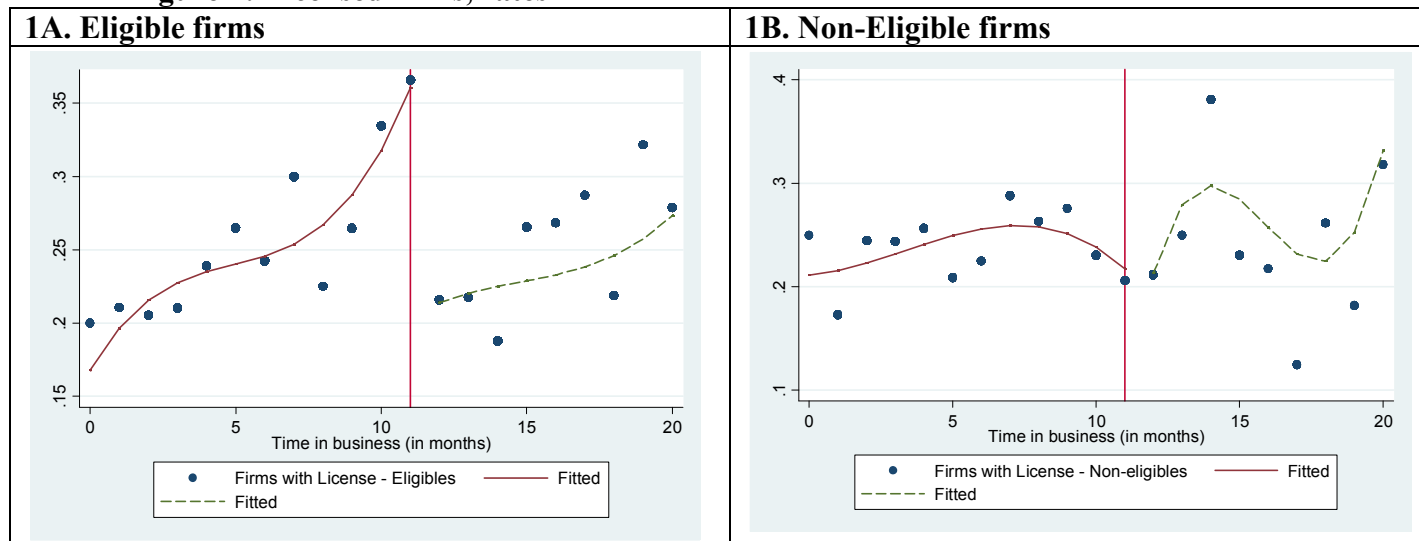 1A. Eligible firms
1B. Non-Eligible firms
.35
.3
.25
.2
.15
0
5
10
15
20
Time in business (in months)
Firms with License - Eligibles
Fitted
Fitted
.4
.3
.2
.1
0
5
10
15
20
Time in business (in months)
Firms with License - Non-eligibles
Fitted
Fitted